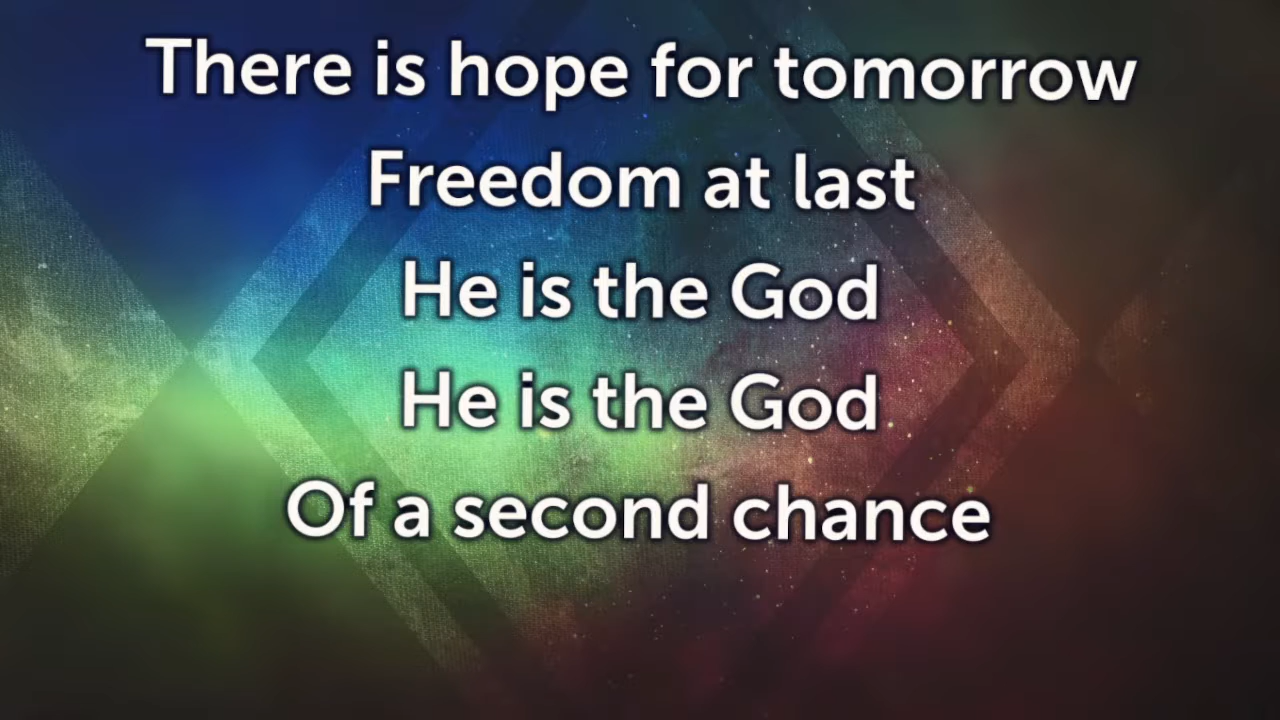 There is hope for tomorrow
Freedom at last
He is the God
He is the God
Of a second chance